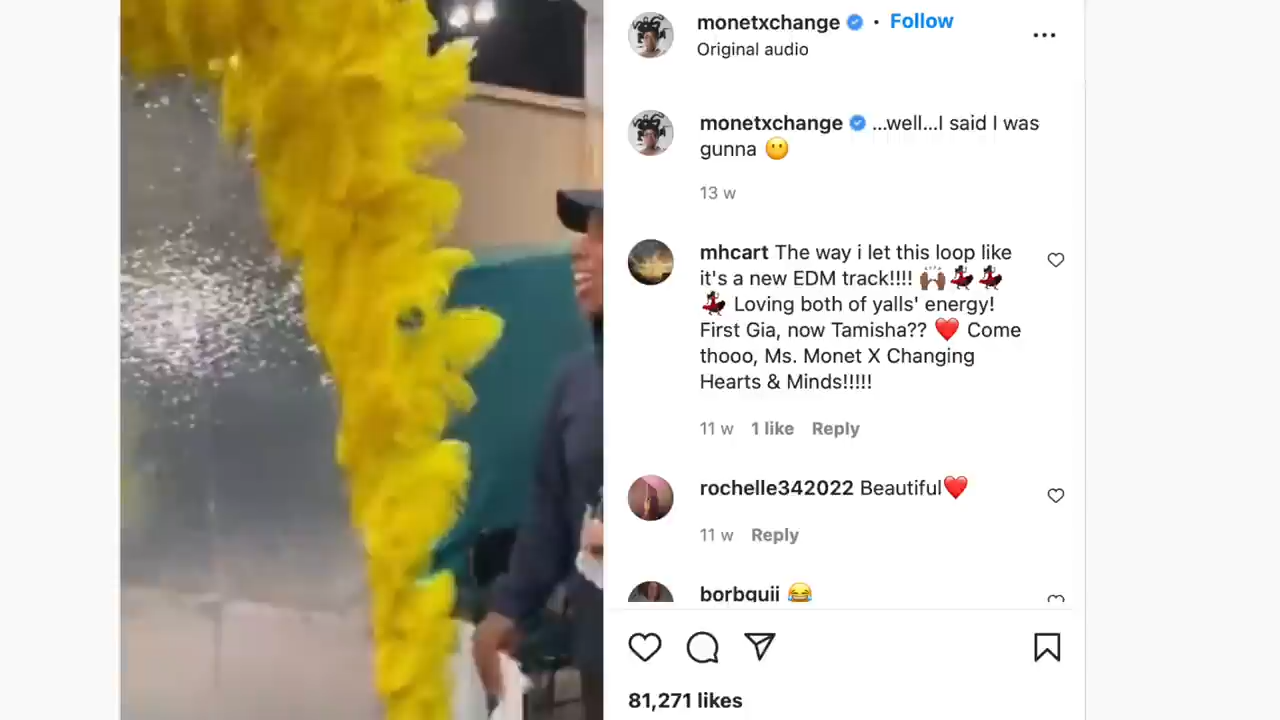 monetxchange • Follow
Original audio
monetxchange ...well...I said I was
gunna 😶
13 w
mhcart The way i let this loop like
it's a new EDM track!!!! 🙌🏾💃🏿💃🏿
💃🏿 Loving both of yalls' energy!
First Gia, now Tamisha?? ❤️ Come
thooo, Ms. Monet X Changing
Hearts & Minds!!!!!
11 w 1 like Reply
rochelle342022 Beautiful❤️
11 w Reply
borbquii 😂
81,271 likes